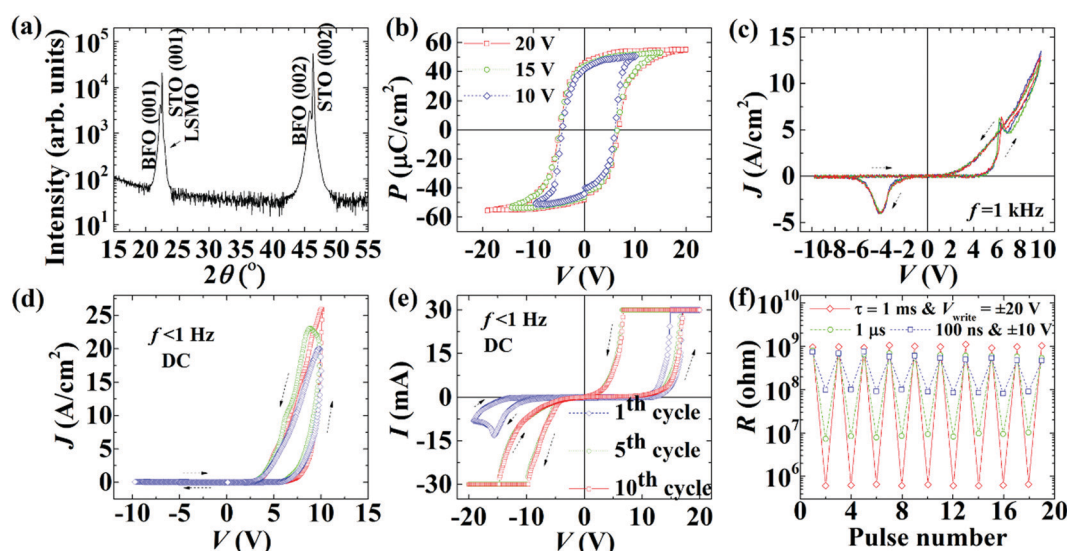 (a)
Intensity (arb. units)
10^5
10^4
10^3
10^2
10^1
BFO (001)
STO (001)
LSMO
BFO (002)
STO (002)
15 20 25 30 35 40 45 50 55
2θ (°)
(b)
P (μC/cm²)
60
40
20
0
-20
-40
-60
20 V
15 V
10 V
-20 -10 0 10 20
V (V)
(c)
J (A/cm²)
15
10
5
0
-5
f=1 kHz
-10 -8 -6 -4 -2 0 2 4 6 8 10
V (V)
(d)
J (A/cm²)
25
20
15
10
5
0
f <1 Hz
DC
-10 -5 0 5 10
V (V)
(e)
I (mA)
30
15
0
-15
-30
f <1 Hz
DC
1th cycle
5th cycle
10th cycle
-20 -10 0 10 20
V (V)
(f)
R (ohm)
10^10
10^9
10^8
10^7
10^6
τ = 1 ms & Vwrite = ±20 V
1 μs
100 ns & ±10 V
0 4 8 12 16 20
Pulse number